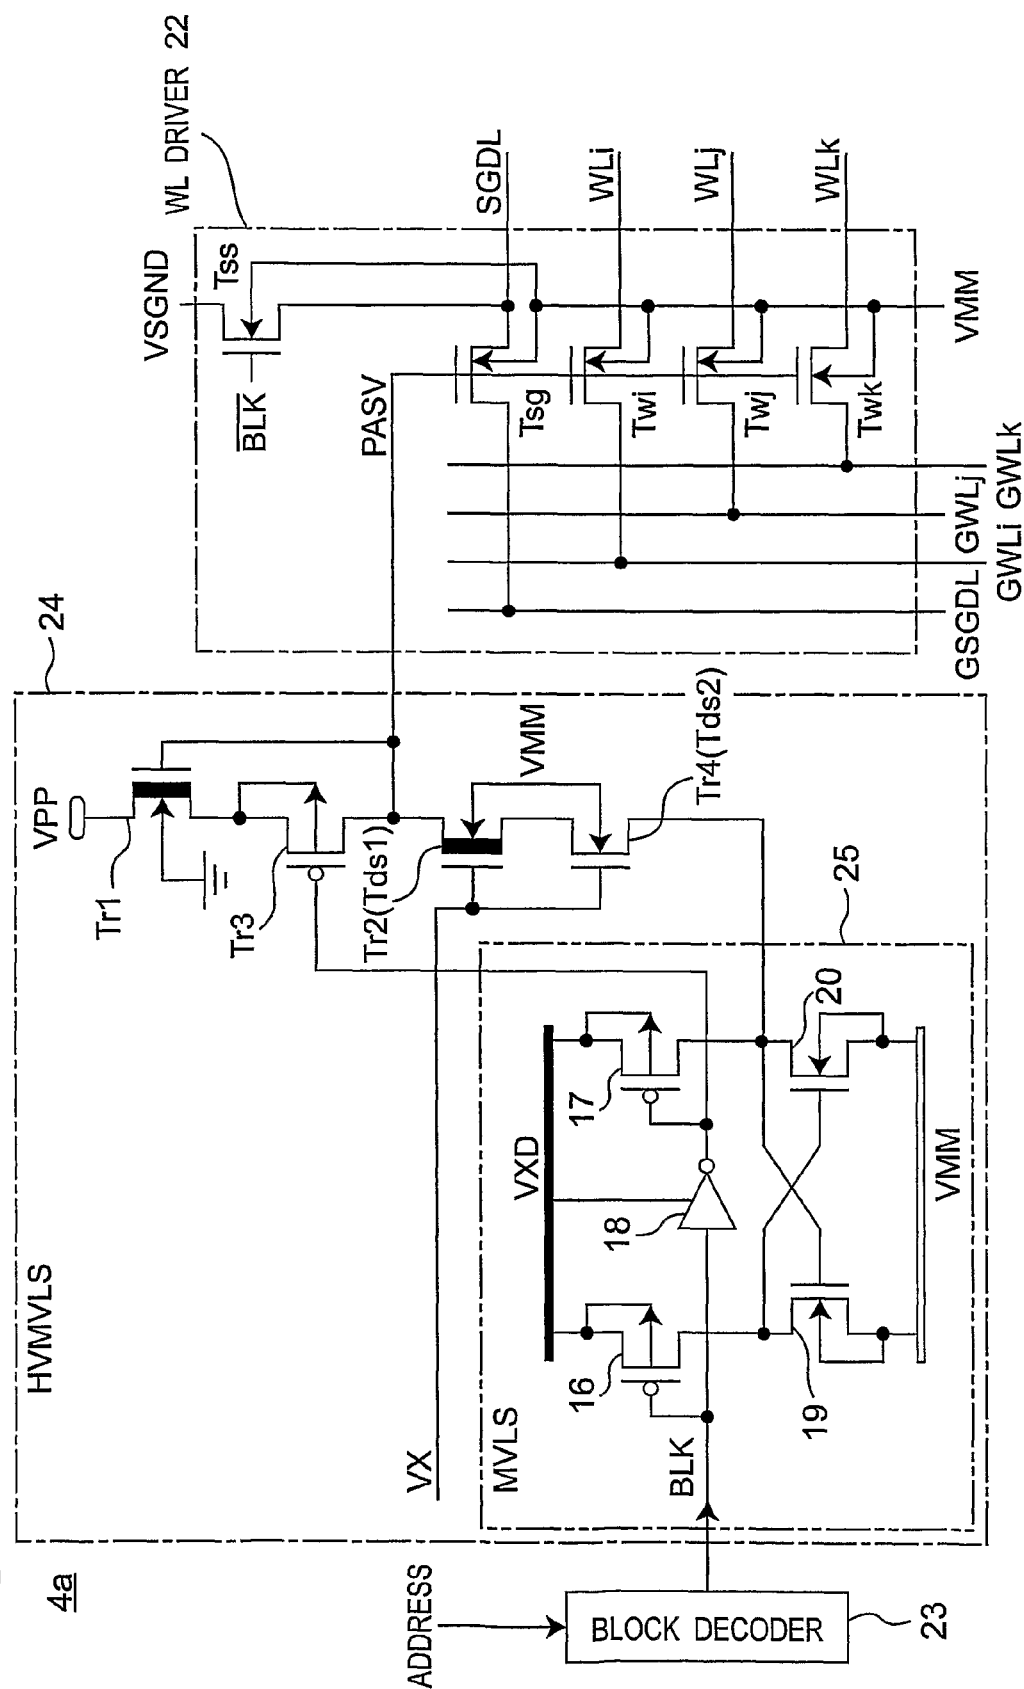 4a
HVMVLS
24
VPP
Tr1
Tr3
Tr2(Tds1)
VMM
Tr4(Tds2)
VX
MVLS
25
VXD
16
17
18
19
20
BLK
VMM
ADDRESS
BLOCK DECODER
23
WL DRIVER 22
VSGND
Tss
BLK
PASV
SGDL
WLi
WLj
WLk
Tsg
Twi
Twj
Twk
VMM
GSGDL
GWLi
GWLj
GWLk